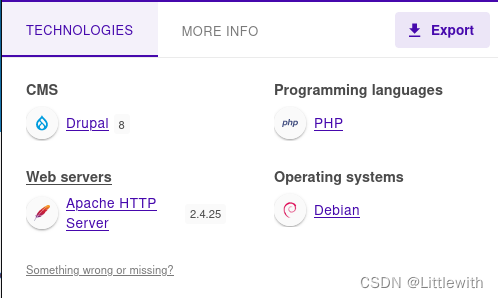 TECHNOLOGIES
MORE INFO
Export
CMS
Drupal 8
Programming languages
php PHP
Web servers
Apache HTTP
Server
2.4.25
Operating systems
Debian
Something wrong or missing?
CSDN @Littlewith